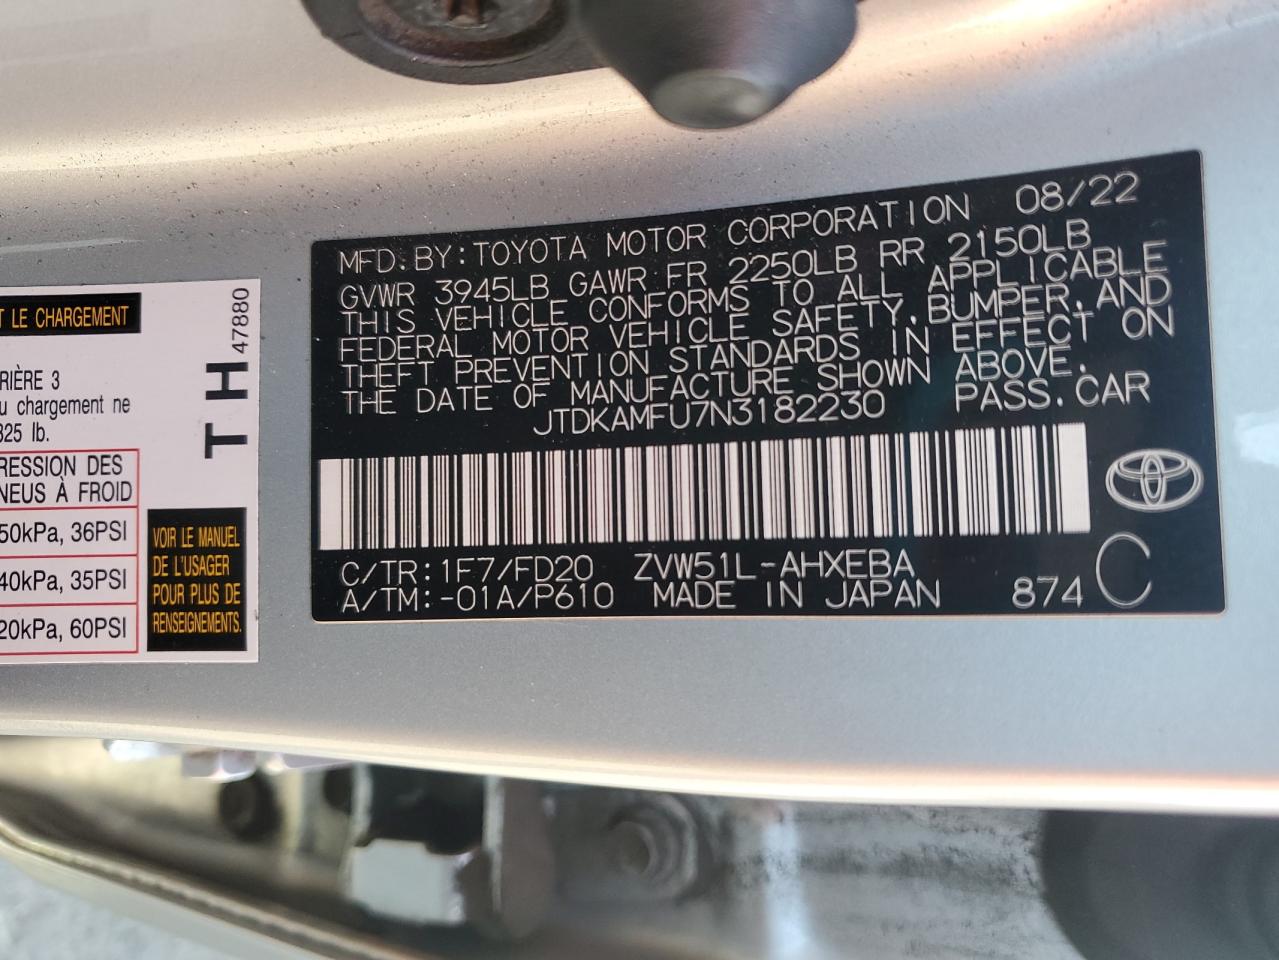 T LE CHARGEMENT
RIÈRE 3
u chargement ne
325 lb.
RESSION DES
NEUS À FROID
50kPa, 36PSI
40kPa, 35PSI
20kPa, 60PSI
T H 47880
VOIR LE MANUEL
DE L'USAGER
POUR PLUS DE
RENSEIGNEMENTS.
MFD.BY:TOYOTA MOTOR CORPORATION 08/22
GVWR 3945LB GAWR FR 2250LB RR 2150LB
THIS VEHICLE CONFORMS TO ALL APPLICABLE
FEDERAL MOTOR VEHICLE SAFETY,BUMPER,AND
THEFT PREVENTION STANDARDS IN EFFECT ON
THE DATE OF MANUFACTURE SHOWN ABOVE.
JTDKAMFU7N3182230 PASS.CAR
C/TR:1F7/FD20 ZVW51L-AHXEBA
A/TM:-01A/P610 MADE IN JAPAN 874 C